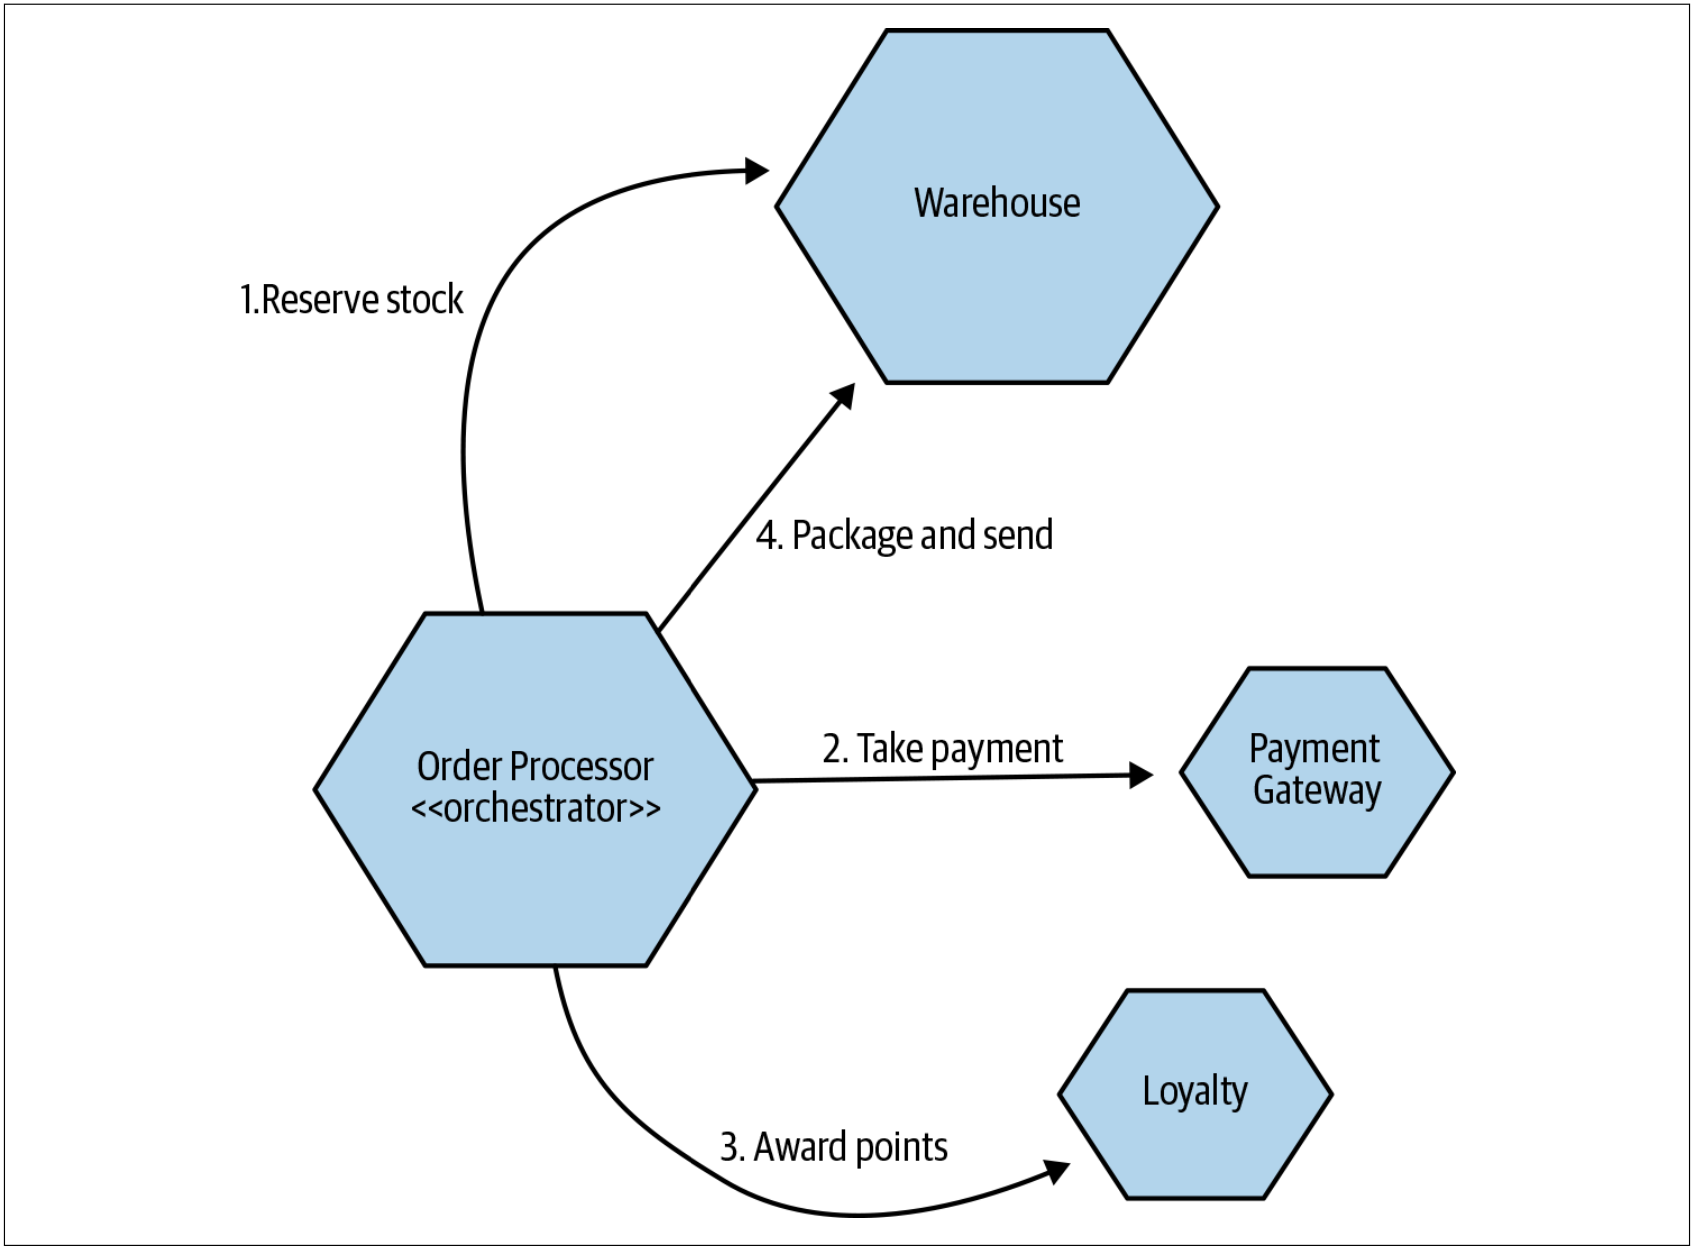 Warehouse
1.Reserve stock
4. Package and send
2. Take payment
Payment
Gateway
Order Processor
<<orchestrator>>
Loyalty
3. Award points